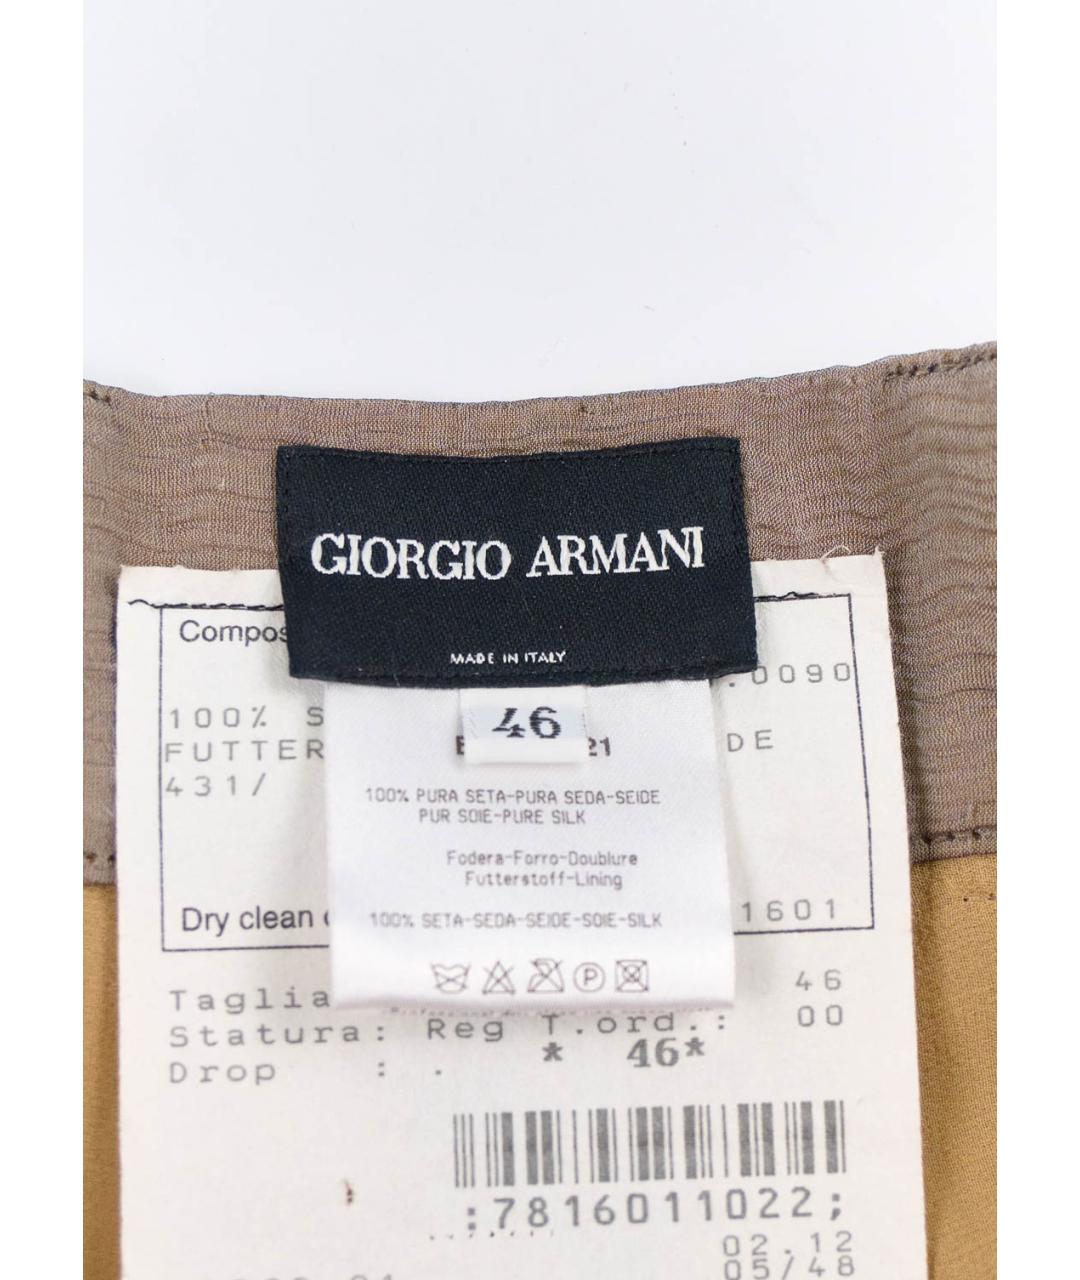 GIORGIO ARMANI
MADE IN ITALY
Compos
.0090
100% S
FUTTER DE
431/
46
21
100% PURA SETA-PURA SEDA-SEIDE
PUR SOIE-PURE SILK
Fodera-Forro-Doublure
Futterstoff-Lining
100% SETA-SEDA-SEIDE-SOIE-SILK
Dry clean
1601
P
Taglia 46
Statura: Reg T.ord.: 00
Drop : . * 46*
:7816011022;
02.12
05/48